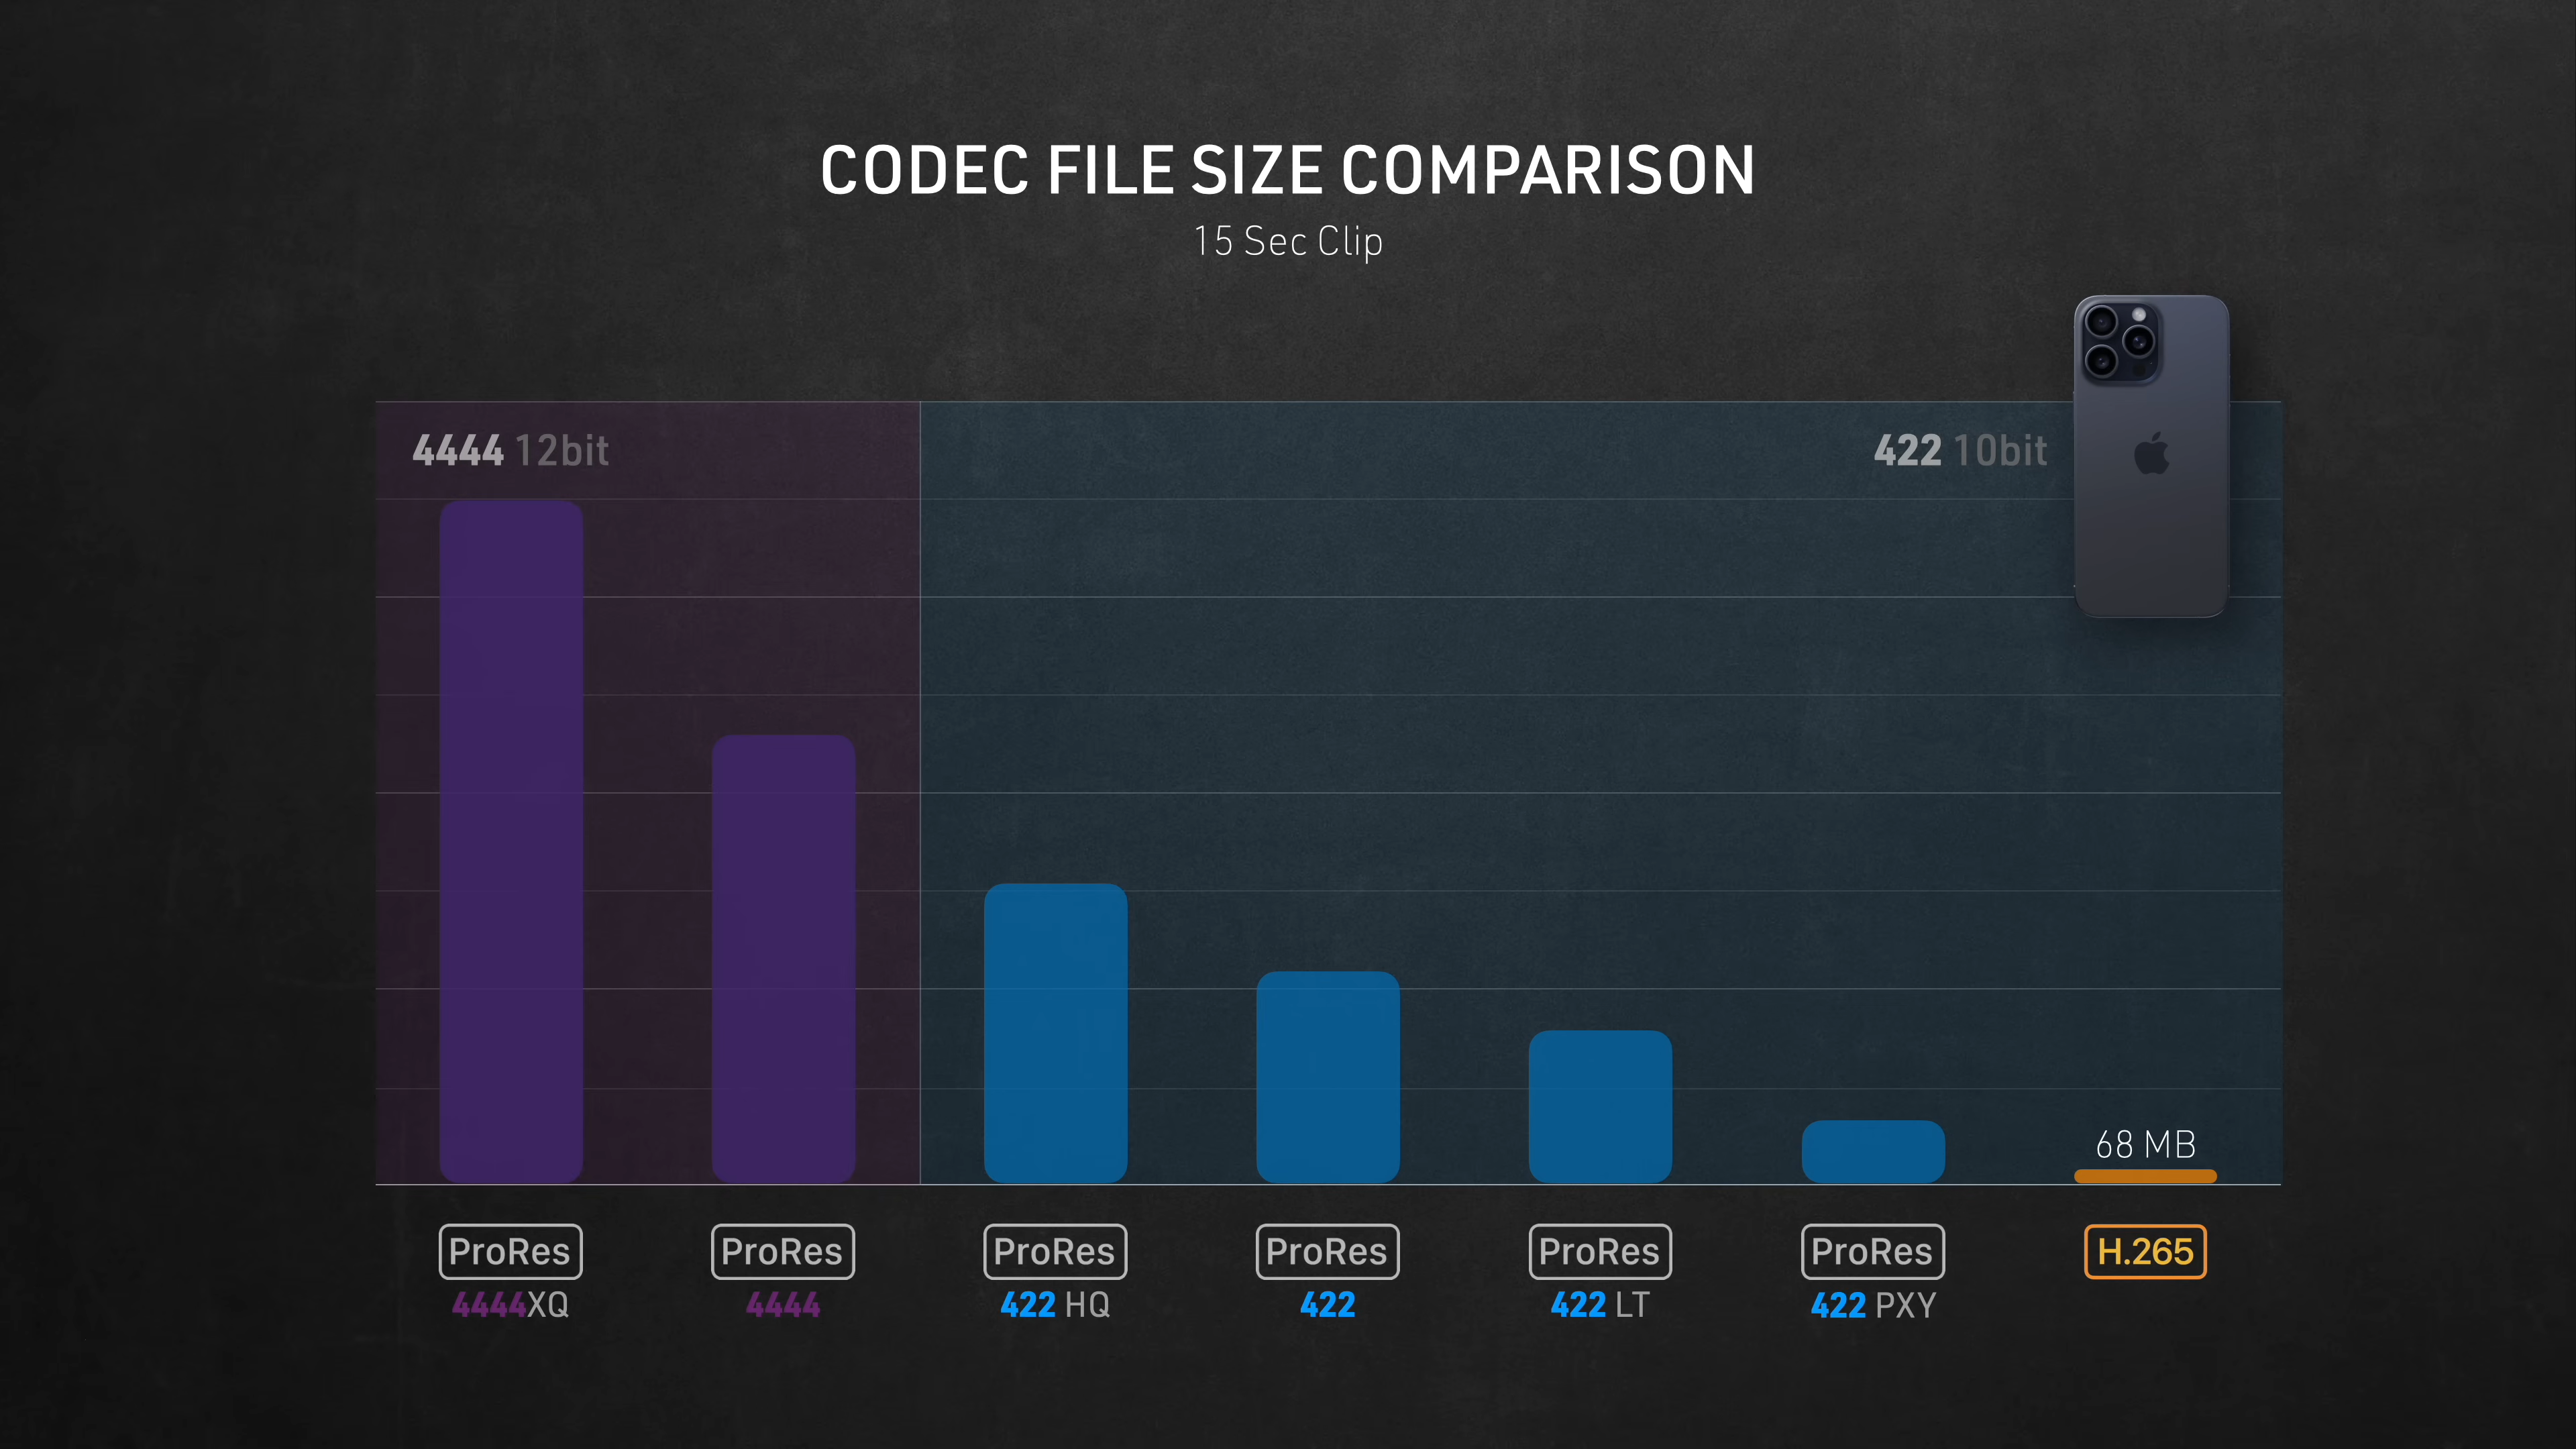 CODEC FILE SIZE COMPARISON
15 Sec Clip
4444 12bit
422 10bit
68 MB
ProRes
4444XQ
ProRes
4444
ProRes
422 HQ
ProRes
422
ProRes
422 LT
ProRes
422 PXY
H.265